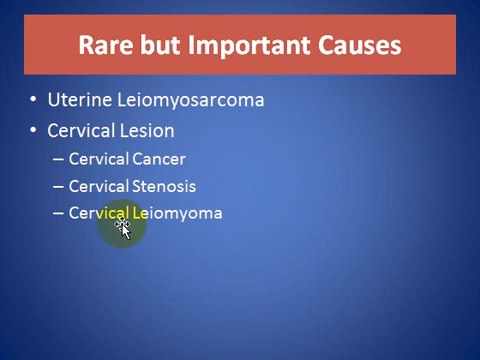 Rare but Important Causes
• Uterine Leiomyosarcoma
• Cervical Lesion
– Cervical Cancer
– Cervical Stenosis
– Cervical Leiomyoma